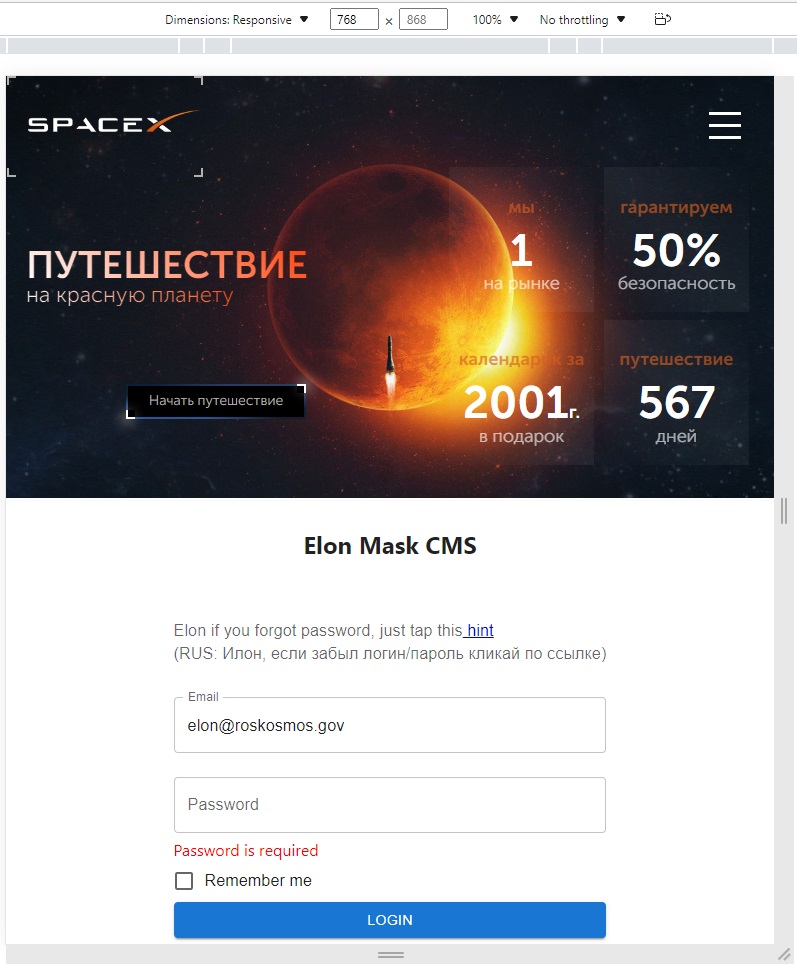 Dimensions: Responsive 768 × 868 100% No throttling
SPACEX
ПУТЕШЕСТВИЕ
на красную планету
Начать путешествие
мы
1
на рынке
гарантируем
50%
безопасность
календарик за
2001г.
в подарок
путешествие
567
дней
Elon Mask CMS
Elon if you forgot password, just tap this hint
(RUS: Илон, если забыл логин/пароль кликай по ссылке)
Email
elon@roskosmos.gov
Password
Password is required
Remember me
LOGIN